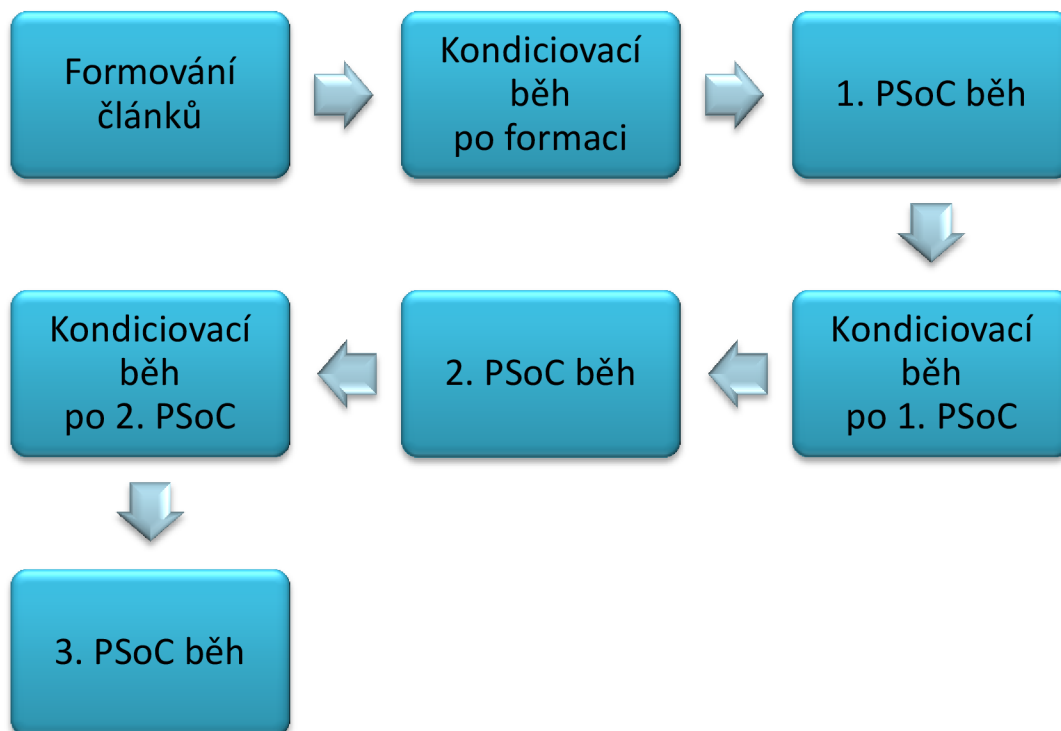 Formování
článků
Kondiciovací
běh
po formaci
1. PSoC běh
Kondiciovací
běh
po 1. PSoC
2. PSoC běh
Kondiciovací
běh
po 2. PSoC
3. PSoC běh